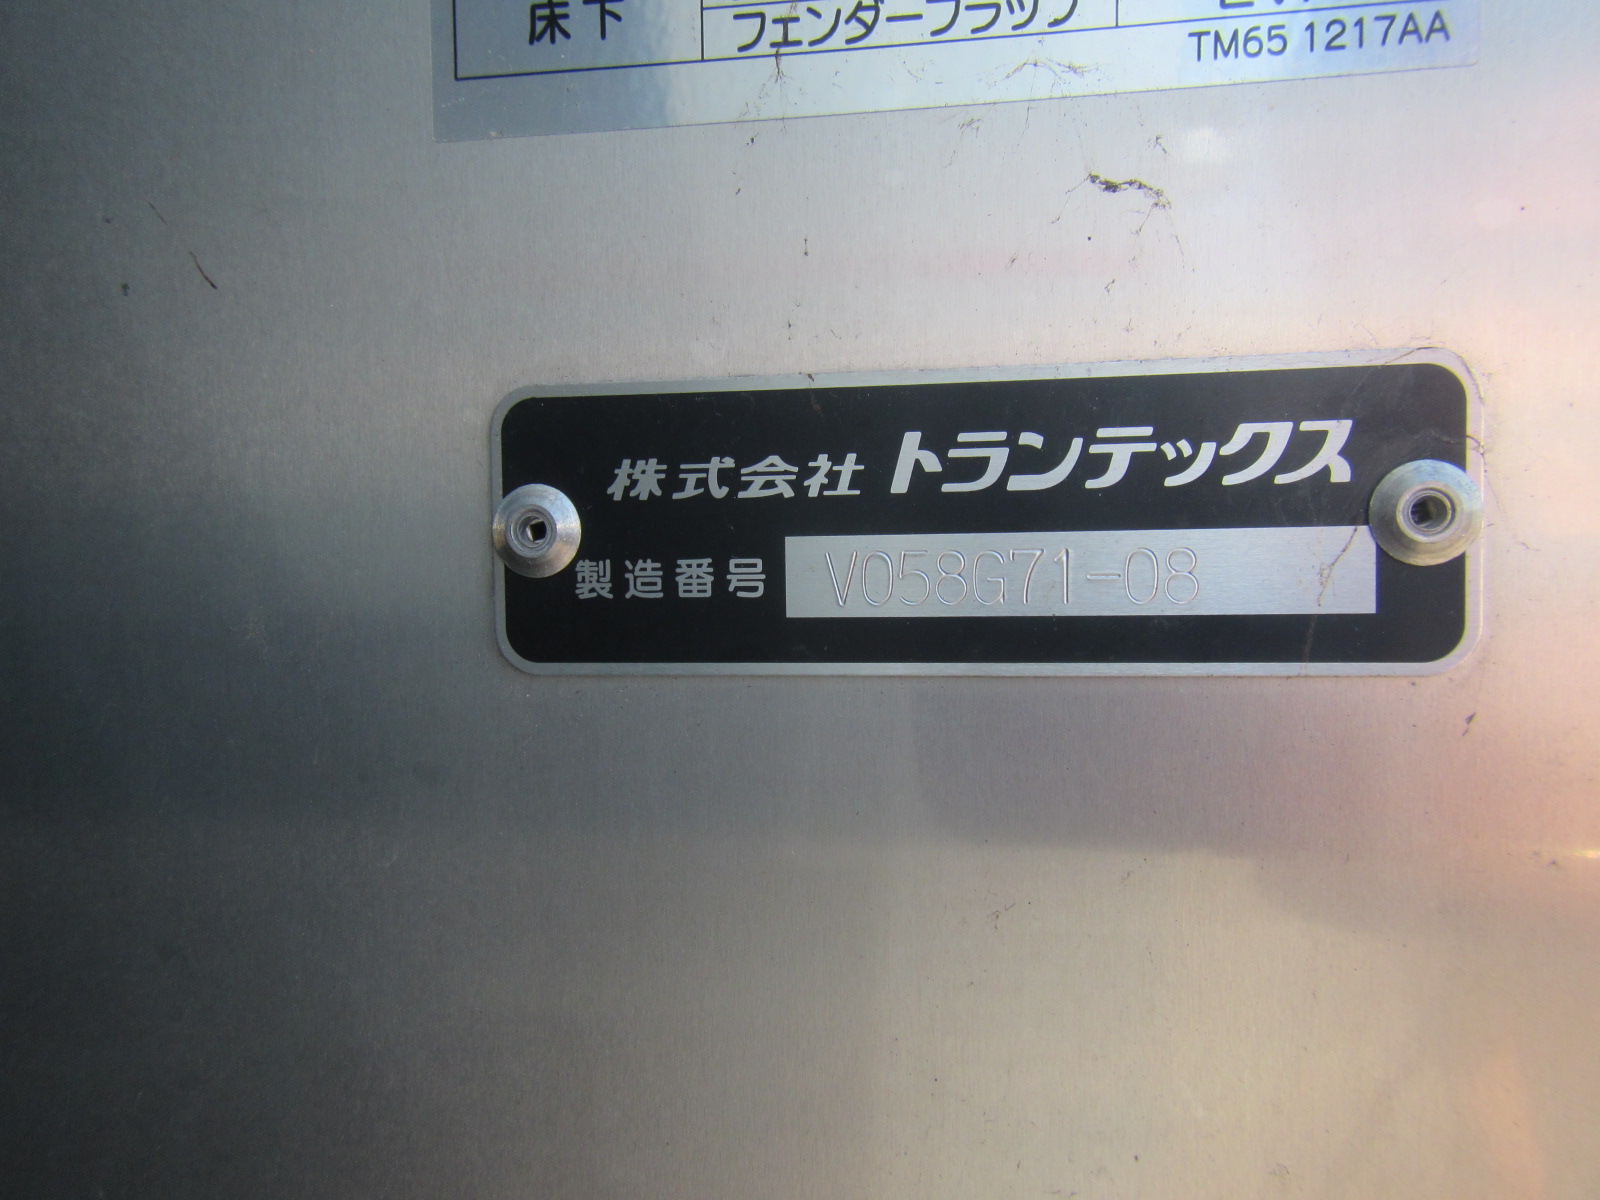 床下
フェンダーフラップ
TM65 1217AA
株式会社 トランテックス
製造番号 V058G71-08